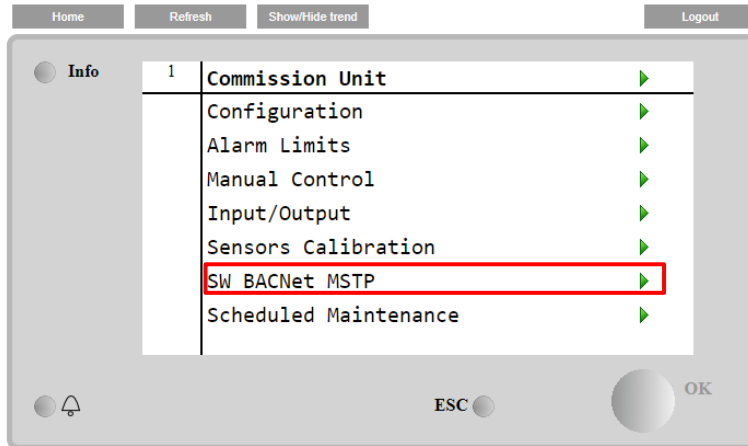 Home Refresh Show/Hide trend Logout
Info
1 Commission Unit
Configuration
Alarm Limits
Manual Control
Input/Output
Sensors Calibration
SW BACNet MSTP
Scheduled Maintenance
ESC OK